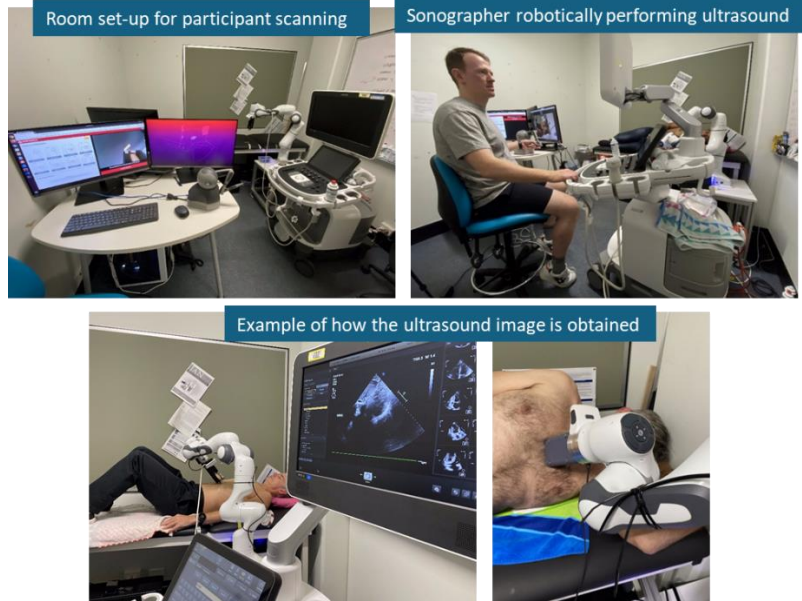 Room set-up for participant scanning
Sonographer robotically performing ultrasound
Example of how the ultrasound image is obtained